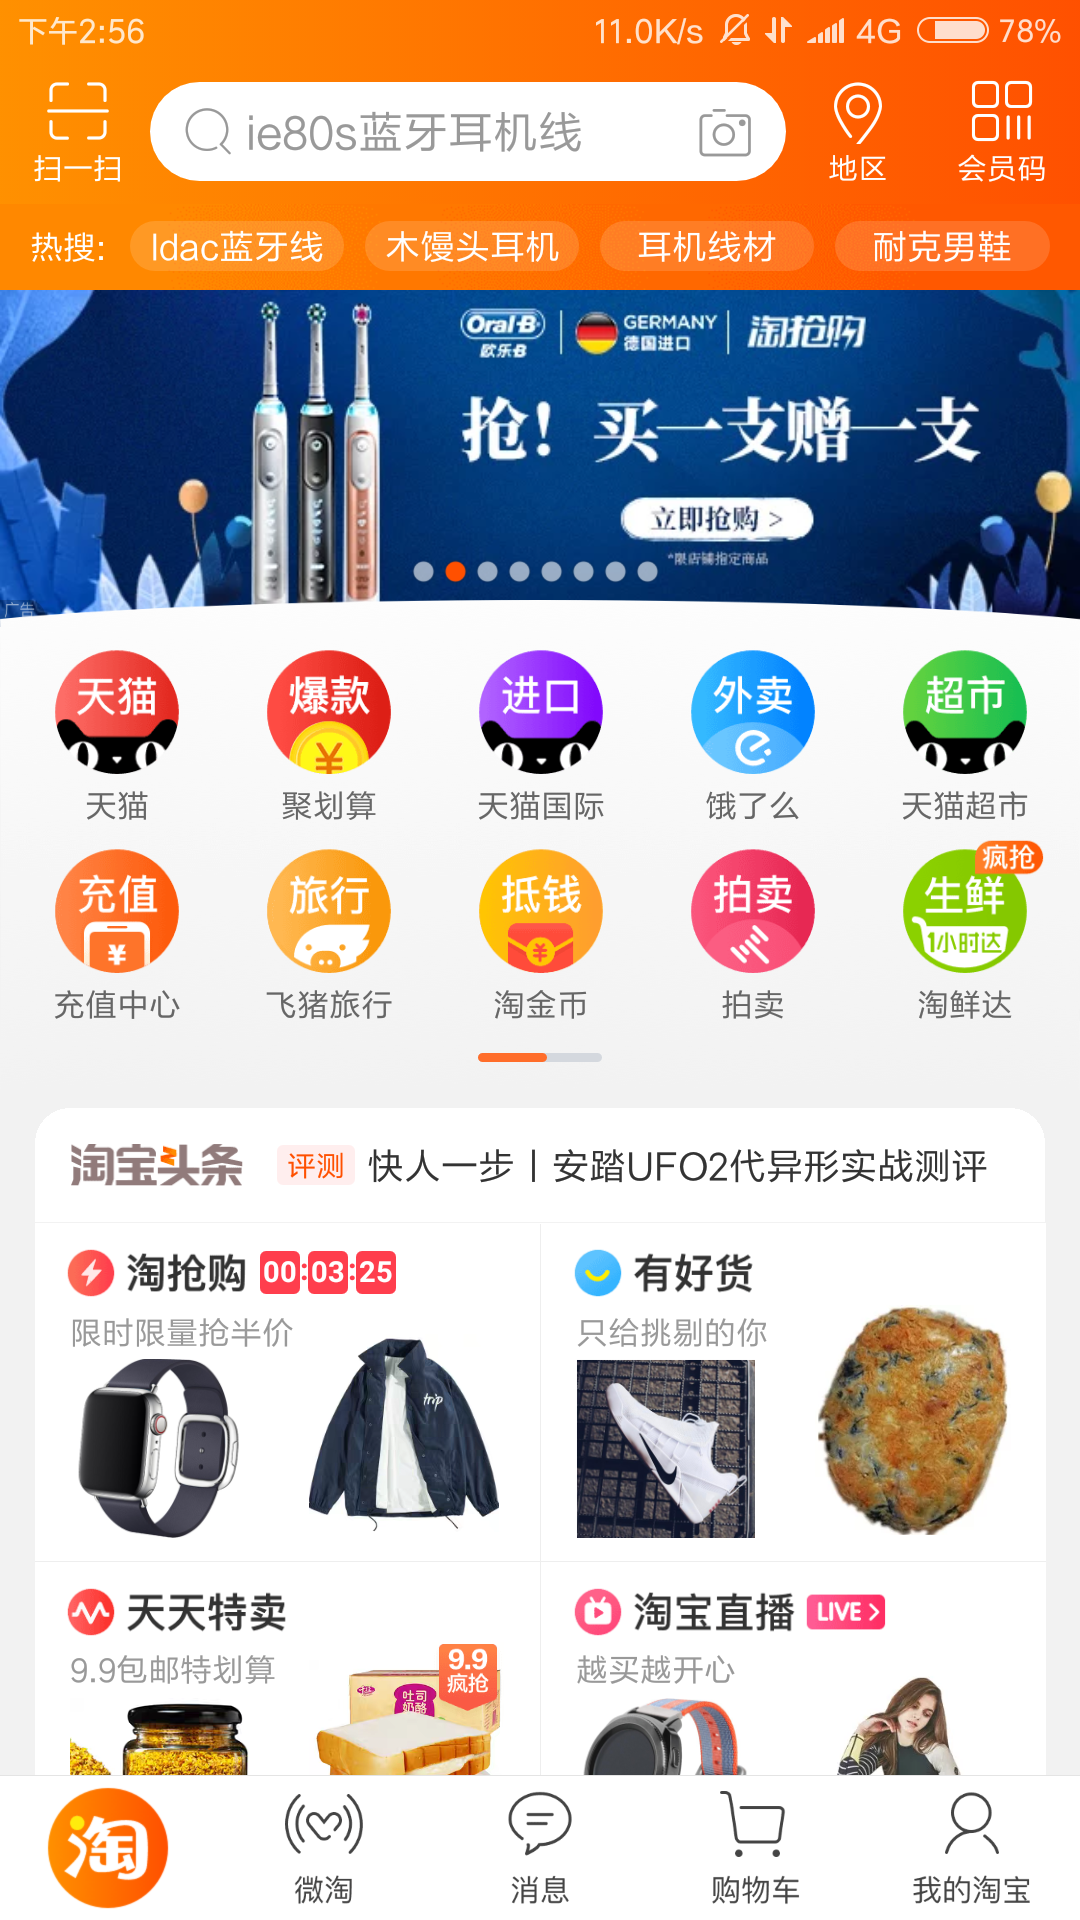 下午2:56 11.0K/s 4G 78%
扫一扫 ie80s蓝牙耳机线 地区 会员码
热搜: ldac蓝牙线 木馒头耳机 耳机线材 耐克男鞋
Oral-B 欧乐B GERMANY 德国进口 淘抢购
抢！买一支赠一支
立即抢购 >
*限店铺指定商品
广告
天猫 爆款 进口 外卖 超市
天猫 聚划算 天猫国际 饿了么 天猫超市
疯抢
充值 旅行 抵钱 拍卖 生鲜
1小时达
充值中心 飞猪旅行 淘金币 拍卖 淘鲜达
淘宝头条 评测 快人一步丨安踏UFO2代异形实战测评
淘抢购 00:03:25
限时限量抢半价
trip
有好货
只给挑剔的你
天天特卖
9.9包邮特划算
9.9
疯抢
吐司
奶酪
淘宝直播 LIVE
越买越开心
淘 微淘 消息 购物车 我的淘宝